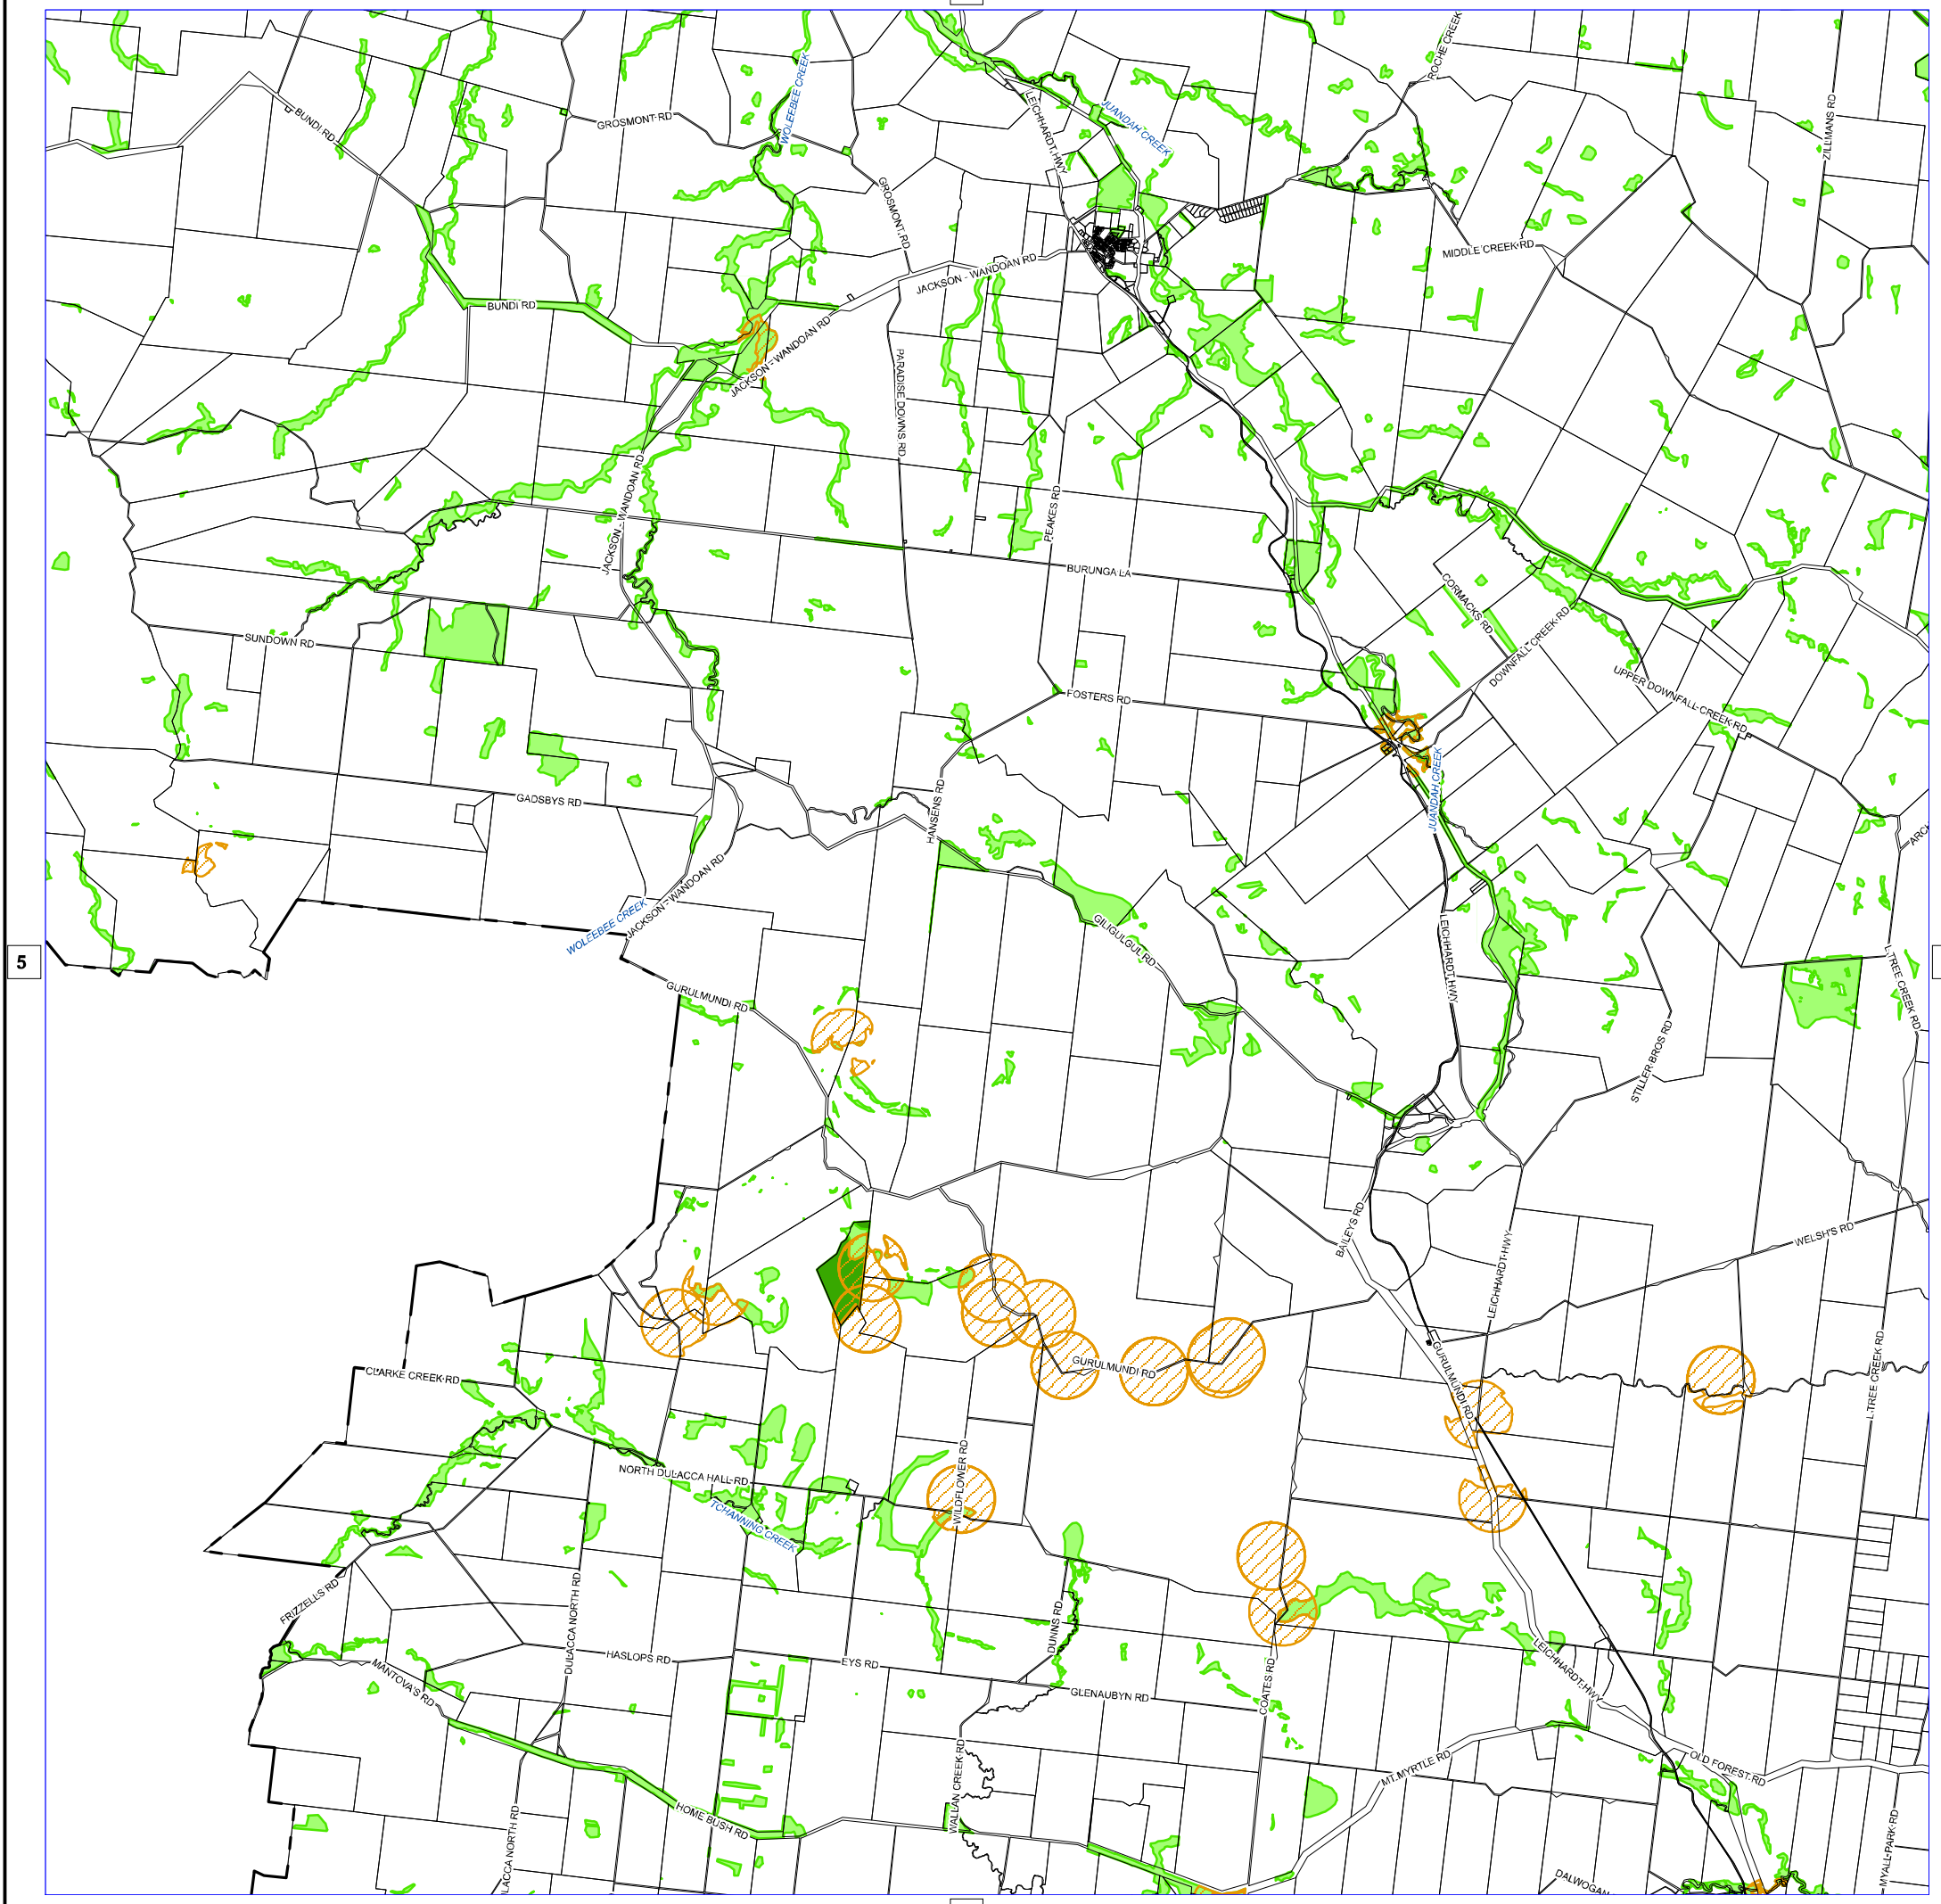 ROCHE CREEK
BUNDI RD
GROSMONT RD
WOLEEBEE CREEK
LEICHHARDT HWY
JUANDAH CREEK
ZILLMANS RD
GROSMONT RD
JACKSON - WANDOAN RD
MIDDLE CREEK RD
BUNDI RD
JACKSON - WANDOAN RD
PARADISE DOWNS RD
JACKSON - WANDOAN RD
PEAKES RD
BURUNGA LA
CORMACKS RD
DOWNFALL CREEK RD
SUNDOWN RD
UPPER DOWNFALL CREEK RD
FOSTERS RD
JUANDAH CREEK
GADSBYS RD
HANSENS RD
ARCH
JACKSON - WANDOAN RD
WOLEEBEE CREEK
GILIGULGUL RD
LEICHHARDT HWY
5
L TREE CREEK RD
GURULMUNDI RD
STILLER BROS RD
BAILEYS RD
WELSH'S RD
LEICHHARDT HWY
GURULMUNDI RD
GURULMUNDI RD
CLARKE CREEK RD
L TREE CREEK RD
NORTH DULACCA HALL RD
WILDFLOWER RD
TCHANNING CREEK
FRIZZELLS RD
DULACCA NORTH RD
HASLOPS RD
EYS RD
DUNNS RD
MANTOVA'S RD
GLENAUBYN RD
COATES RD
LEICHHARDT HWY
OLD FOREST RD
MT MYRTLE RD
WALLAN CREEK RD
HOME BUSH RD
LACCA NORTH RD
MYALL PARK RD
DALWOGAN